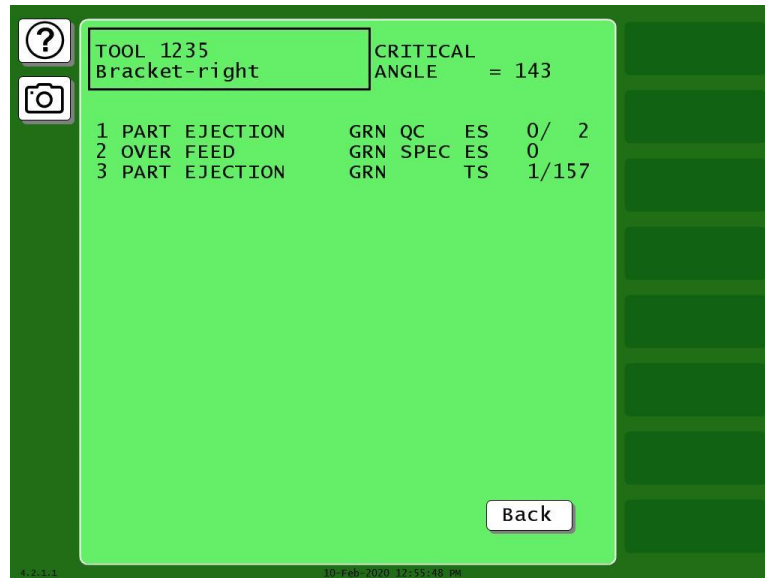 ?
TOOL 1235
Bracket-right
CRITICAL
ANGLE = 143
1 PART EJECTION GRN QC ES 0/ 2
2 OVER FEED GRN SPEC ES 0
3 PART EJECTION GRN TS 1/157
Back
4.2.1.1
10-Feb-2020 12:55:48 PM